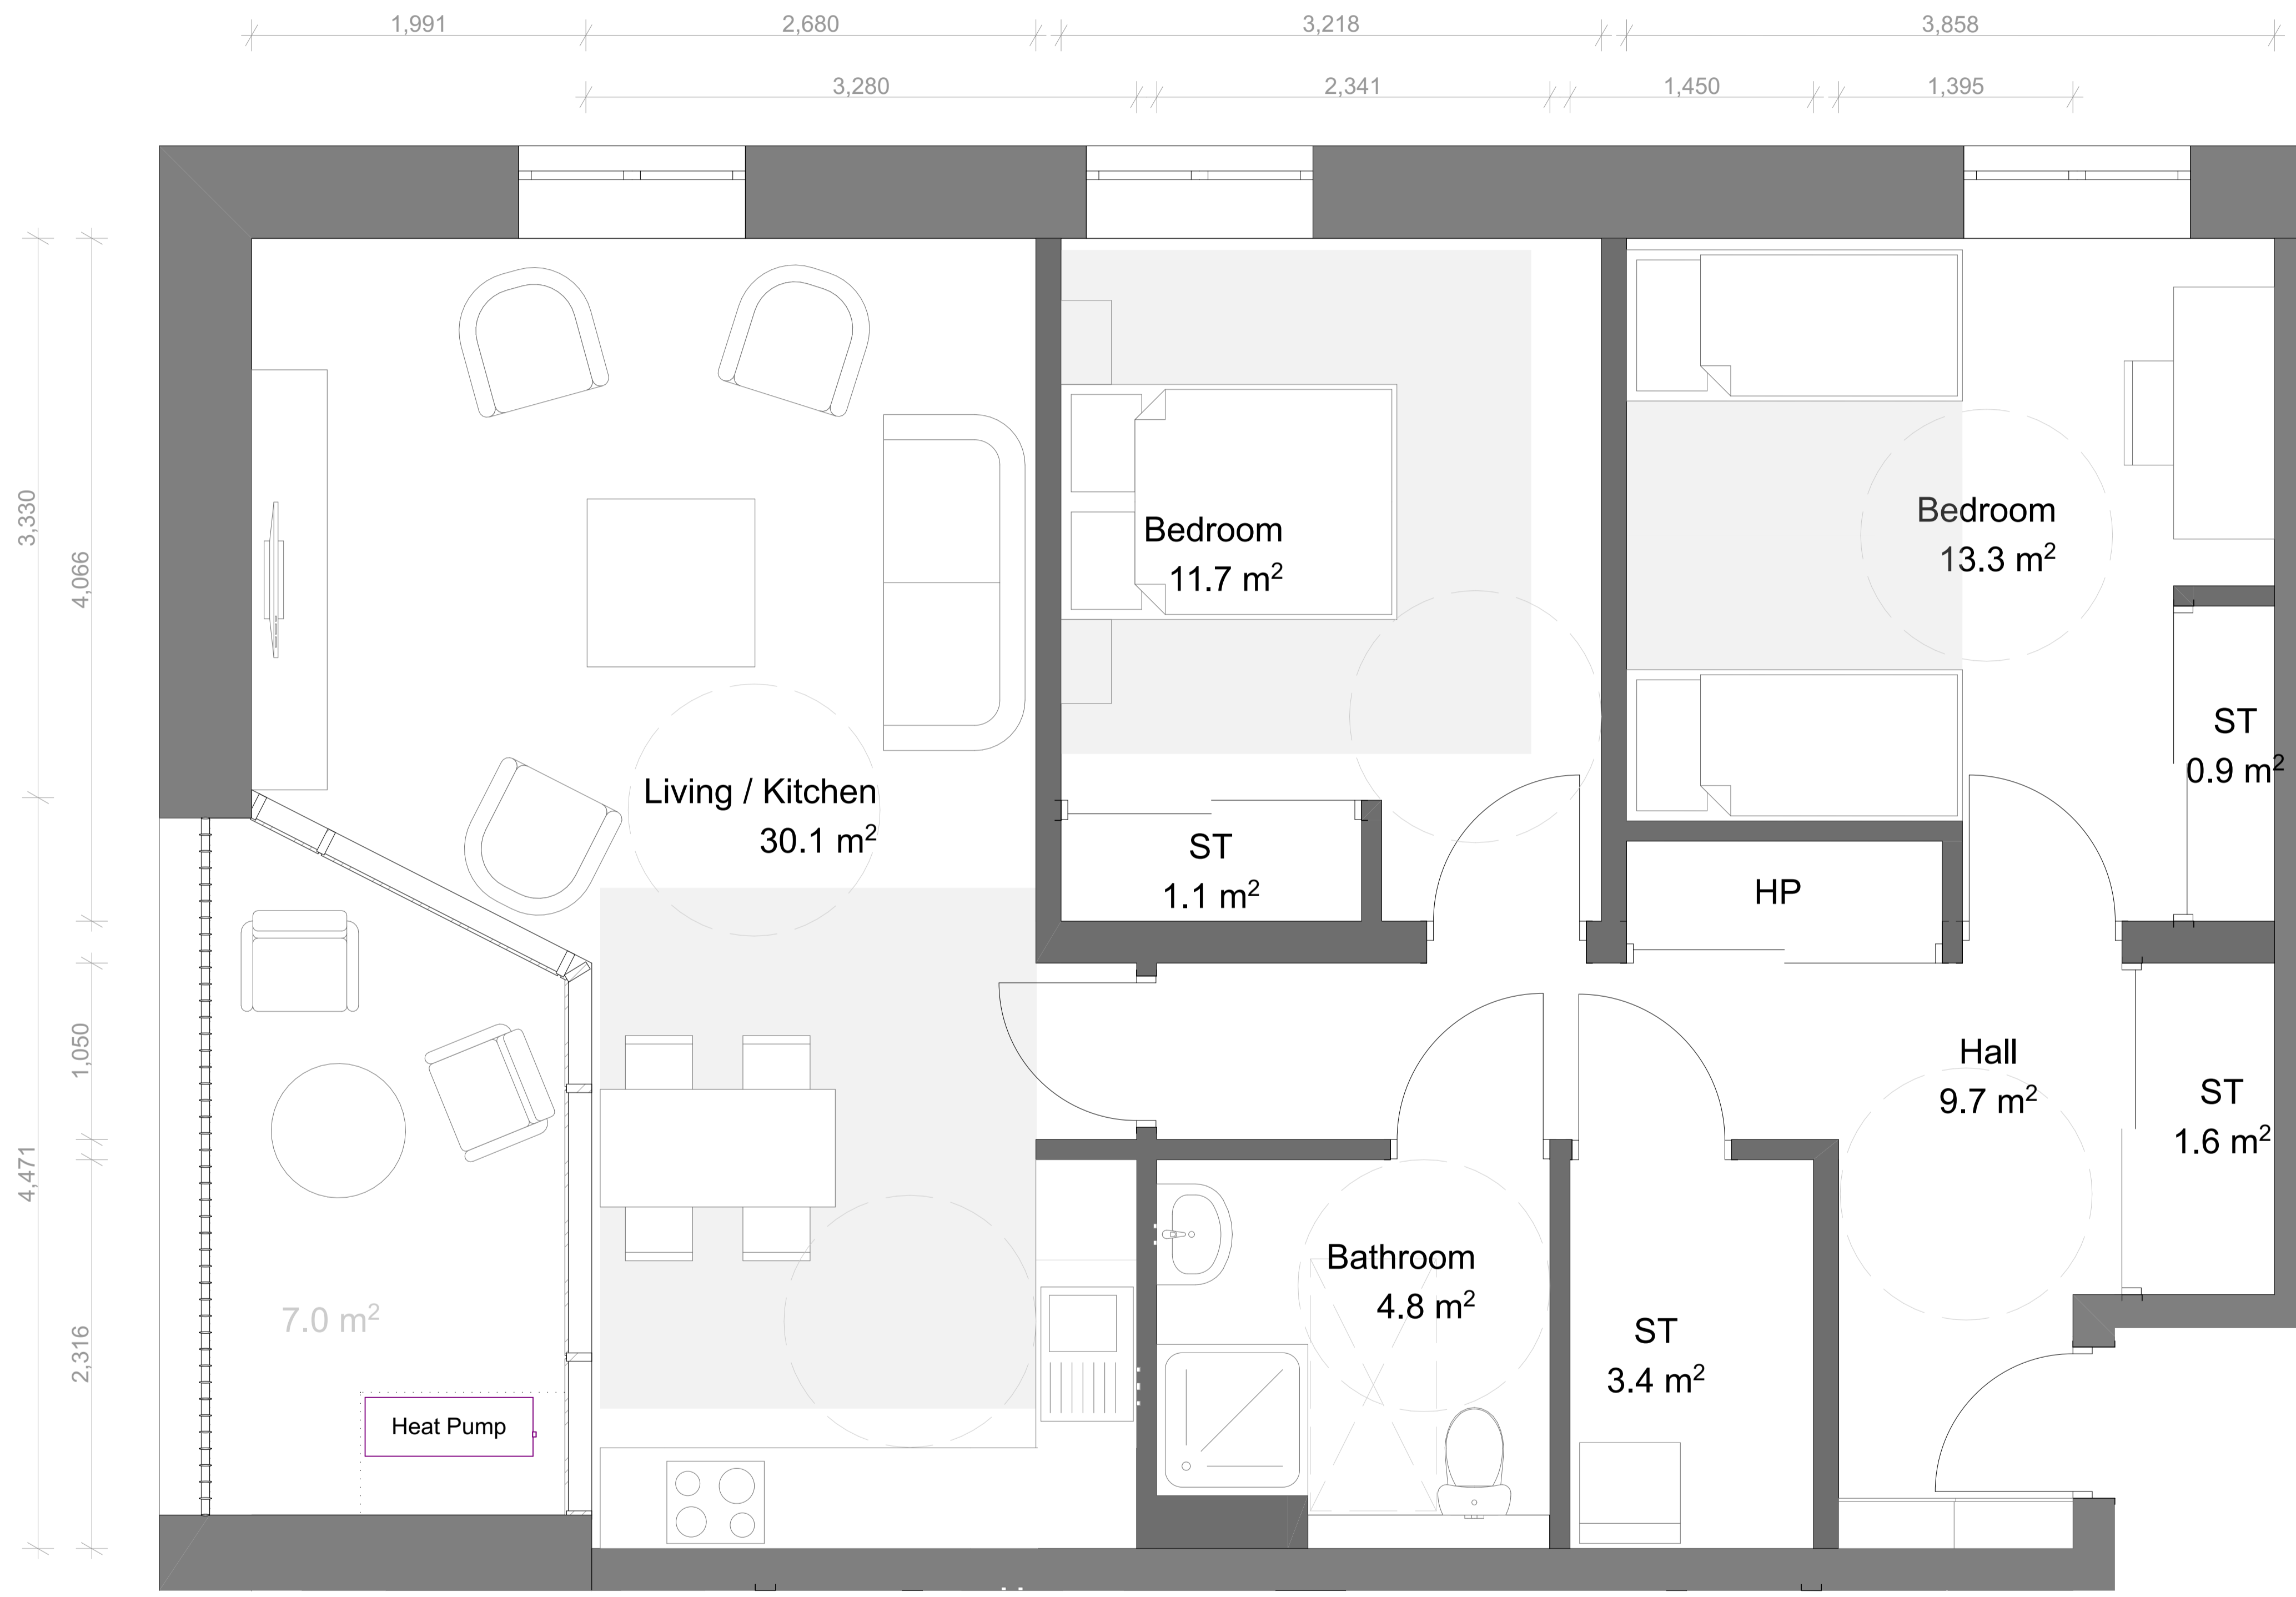 1,991
2,680
3,218
3,858
3,280
2,341
1,450
1,395
3,330
4,066
1,050
4,471
2,316
Bedroom
11.7 m²
Bedroom
13.3 m²
ST
0.9 m²
Living / Kitchen
30.1 m²
ST
1.1 m²
HP
Hall
9.7 m²
ST
1.6 m²
Bathroom
4.8 m²
7.0 m²
ST
3.4 m²
Heat Pump